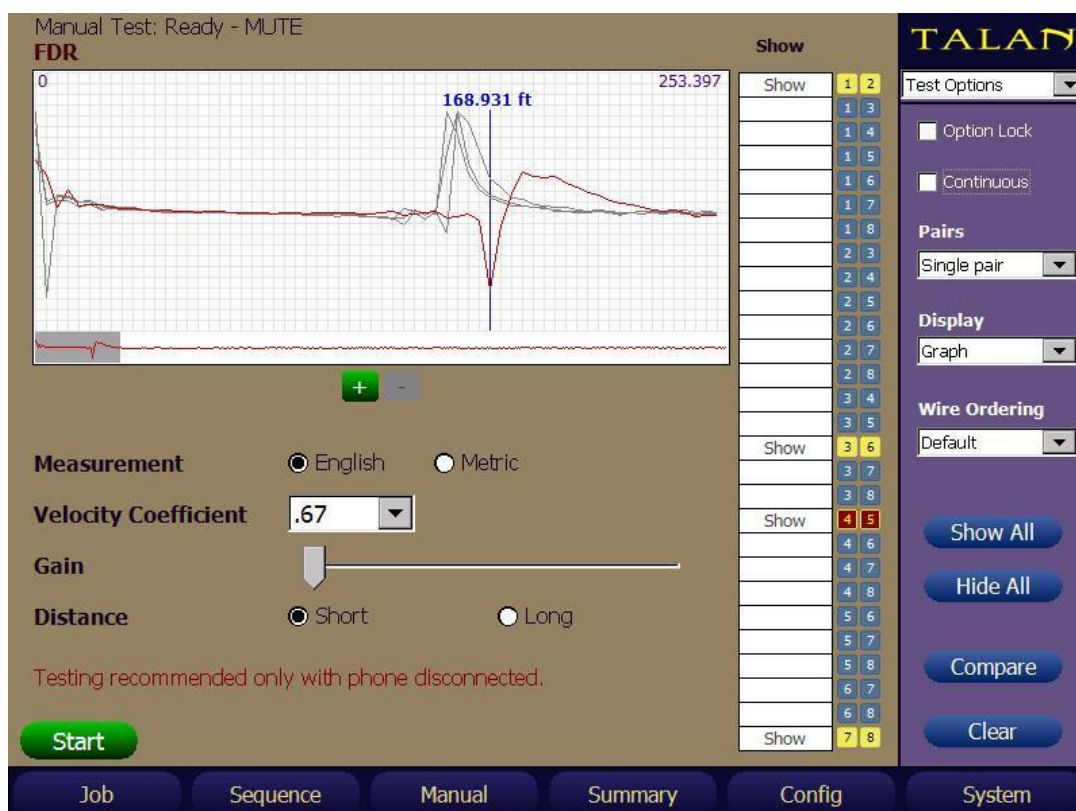 Manual Test: Ready - MUTE
FDR
Show
0
253.397
168.931 ft
Show 1 2
1 3
1 4
1 5
1 6
1 7
1 8
2 3
2 4
2 5
2 6
2 7
2 8
3 4
3 5
Show 3 6
3 7
3 8
Show 4 5
4 6
4 7
4 8
5 6
5 7
5 8
6 7
6 8
Show 7 8
+ -
Measurement English Metric
Velocity Coefficient .67
Gain
Distance Short Long
Testing recommended only with phone disconnected.
Start
TALAN
Test Options
Option Lock
Continuous
Pairs
Single pair
Display
Graph
Wire Ordering
Default
Show All
Hide All
Compare
Clear
Job Sequence Manual Summary Config System